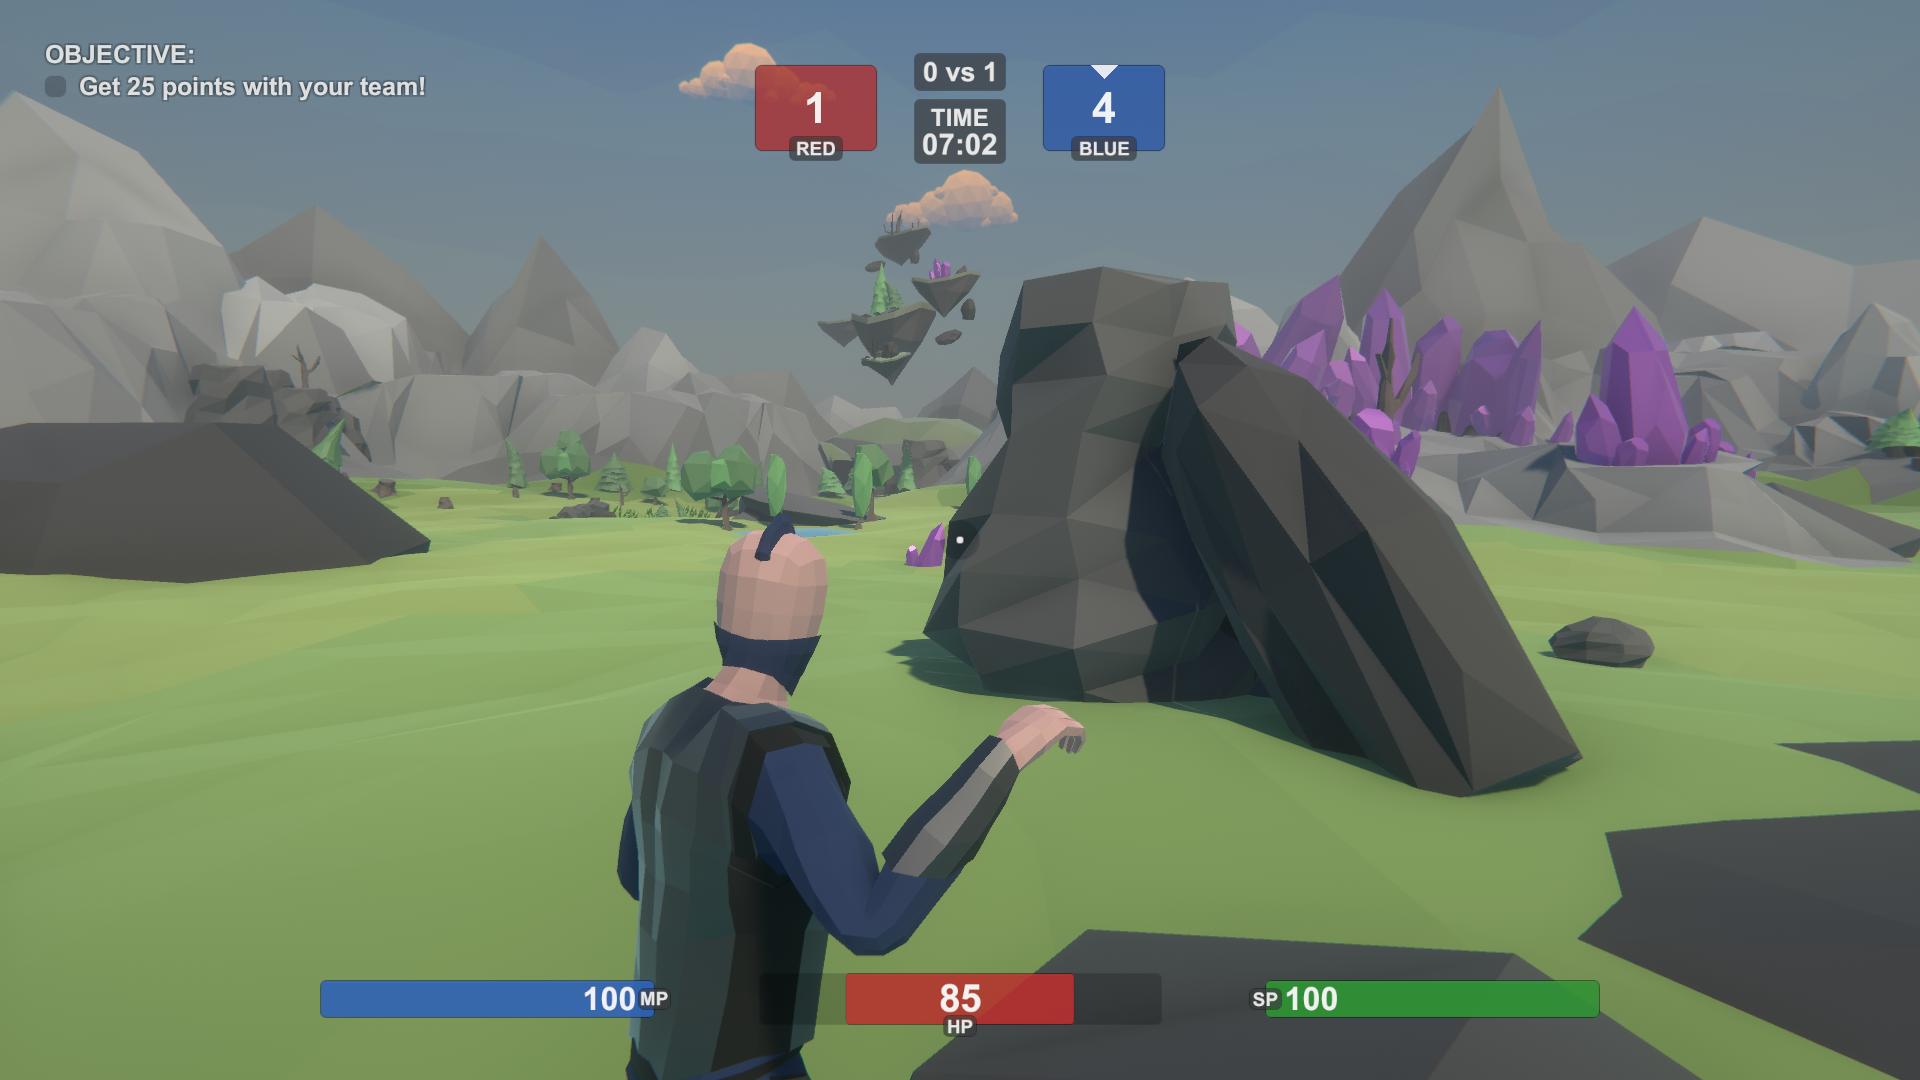 OBJECTIVE:
Get 25 points with your team!
1
RED
0 vs 1
TIME
07:02
4
BLUE
100 MP
85
HP
SP 100